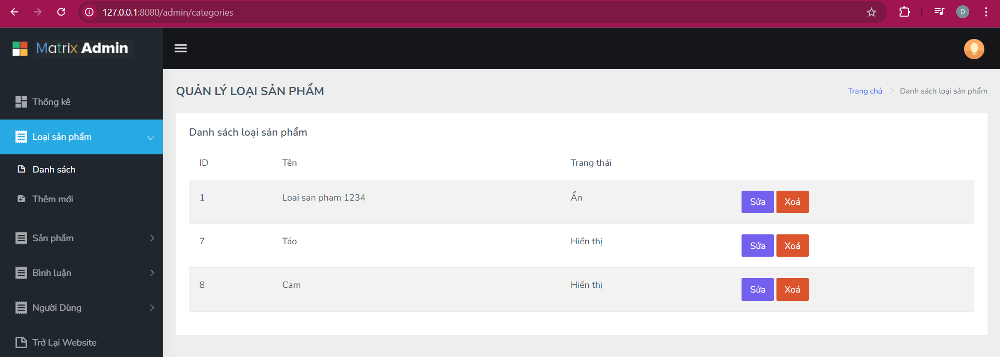 127.0.0.1:8080/admin/categories
D
Matrix Admin
QUẢN LÝ LOẠI SẢN PHẨM
Trang chủ
Danh sách loại sản phẩm
Thống kê
Loại sản phẩm
Danh sách
Thêm mới
Sản phẩm
Bình luận
Người Dùng
Trở Lại Website
Danh sách loại sản phẩm
ID Tên Trạng thái
1 Loai san pham 1234 Ẩn Sửa Xoá
7 Táo Hiển thị Sửa Xoá
8 Cam Hiển thị Sửa Xoá